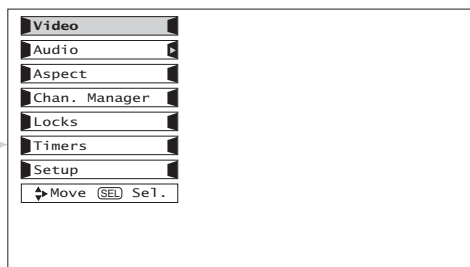 Video
Audio
Aspect
Chan. Manager
Locks
Timers
Setup
Move SEL Sel.